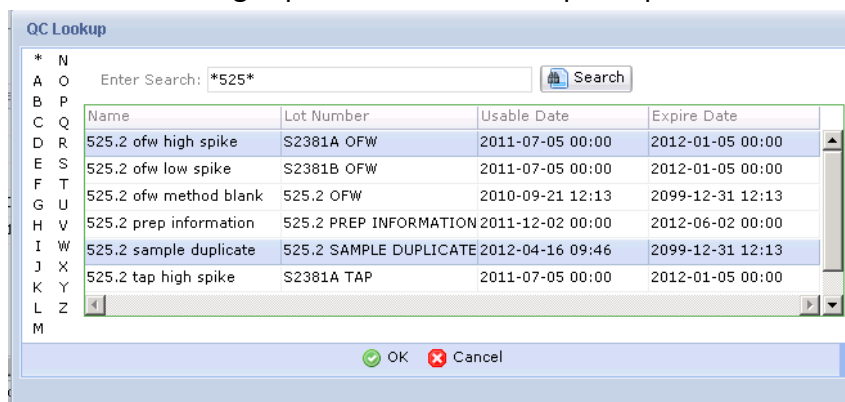 QC Lookup
* N
A O
B P
C Q
D R
E S
F T
G U
H V
I W
J X
K Y
L Z
M
Enter Search: *525* Search
Name Lot Number Usable Date Expire Date
525.2 ofw high spike S2381A OFW 2011-07-05 00:00 2012-01-05 00:00
525.2 ofw low spike S2381B OFW 2011-07-05 00:00 2012-01-05 00:00
525.2 ofw method blank 525.2 OFW 2010-09-21 12:13 2099-12-31 12:13
525.2 prep information 525.2 PREP INFORMATION 2011-12-02 00:00 2012-06-02 00:00
525.2 sample duplicate 525.2 SAMPLE DUPLICATE 2012-04-16 09:46 2099-12-31 12:13
525.2 tap high spike S2381A TAP 2011-07-05 00:00 2012-01-05 00:00
OK Cancel